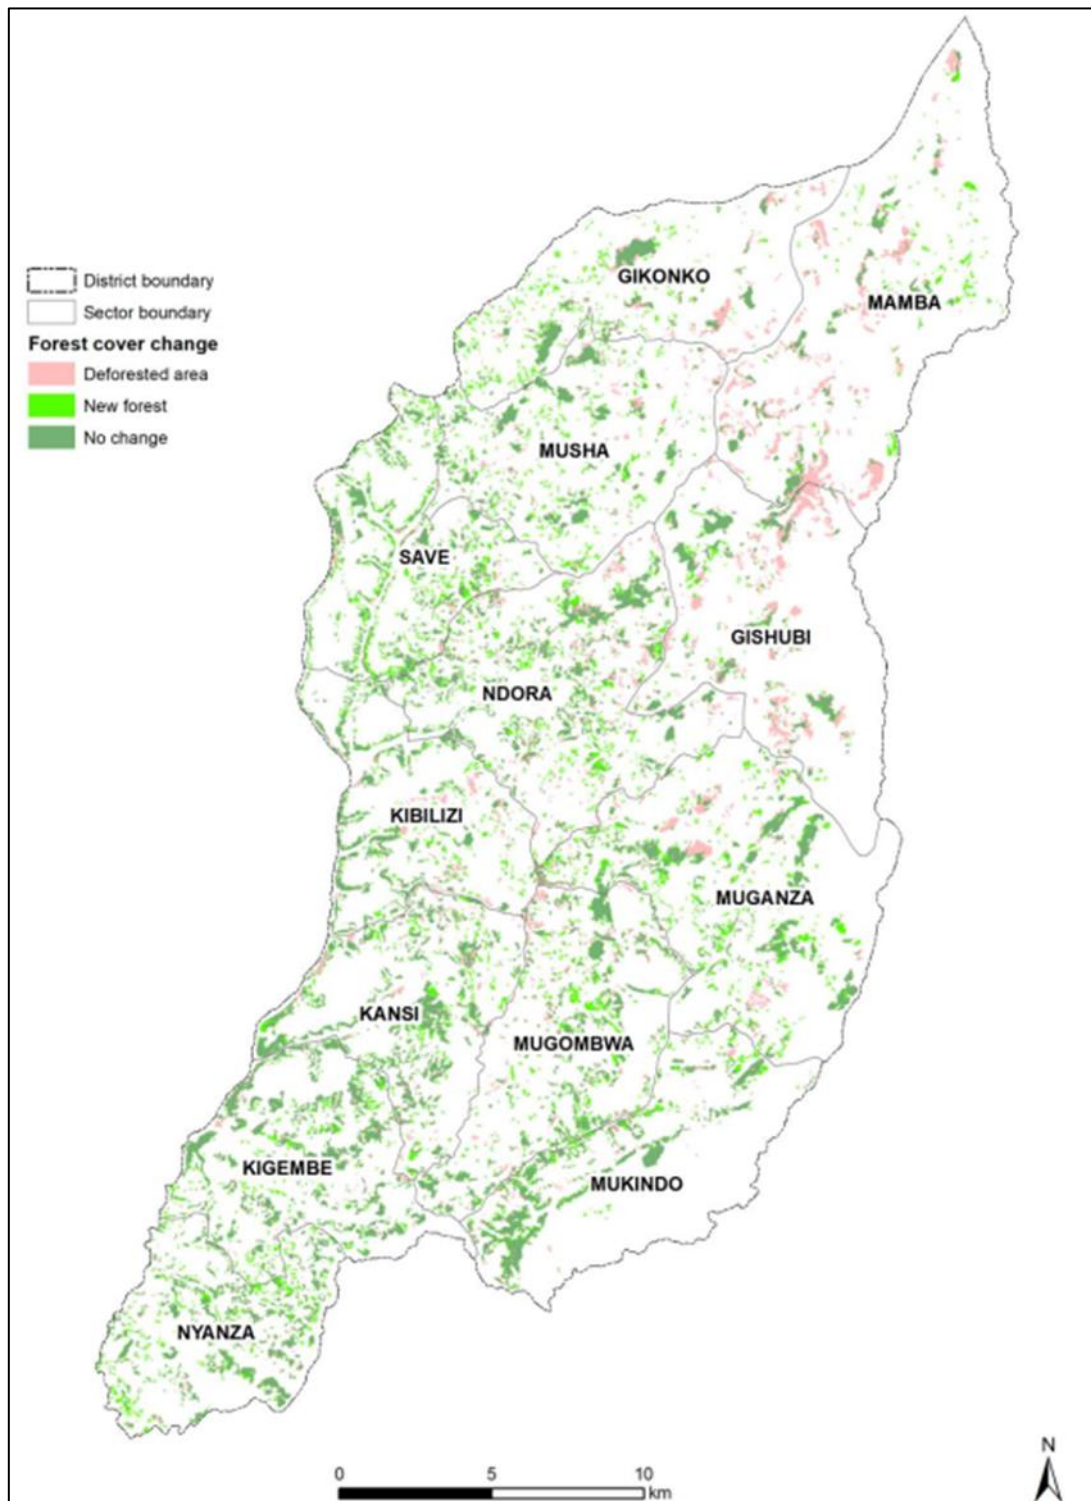 District boundary
Sector boundary
Forest cover change
Deforested area
New forest
No change
GIKONKO
MAMBA
MUSHA
SAVE
GISHUBI
NDORA
KIBILIZI
MUGANZA
KANSI
MUGOMBWA
KIGEMBE
MUKINDO
NYANZA
0 5 10
km
N